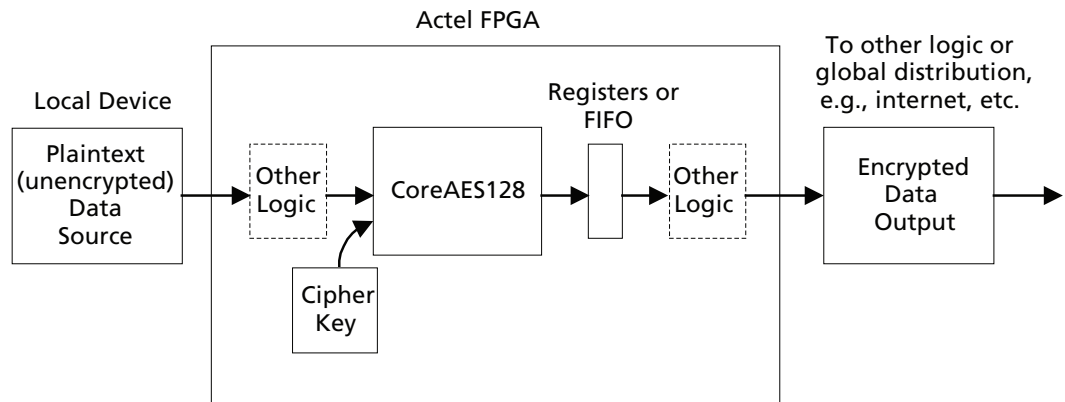 Actel FPGA
To other logic or
global distribution,
e.g., internet, etc.
Local Device
Registers or
FIFO
Plaintext
(unencrypted)
Data
Source
Other
Logic
CoreAES128
Other
Logic
Encrypted
Data
Output
Cipher
Key